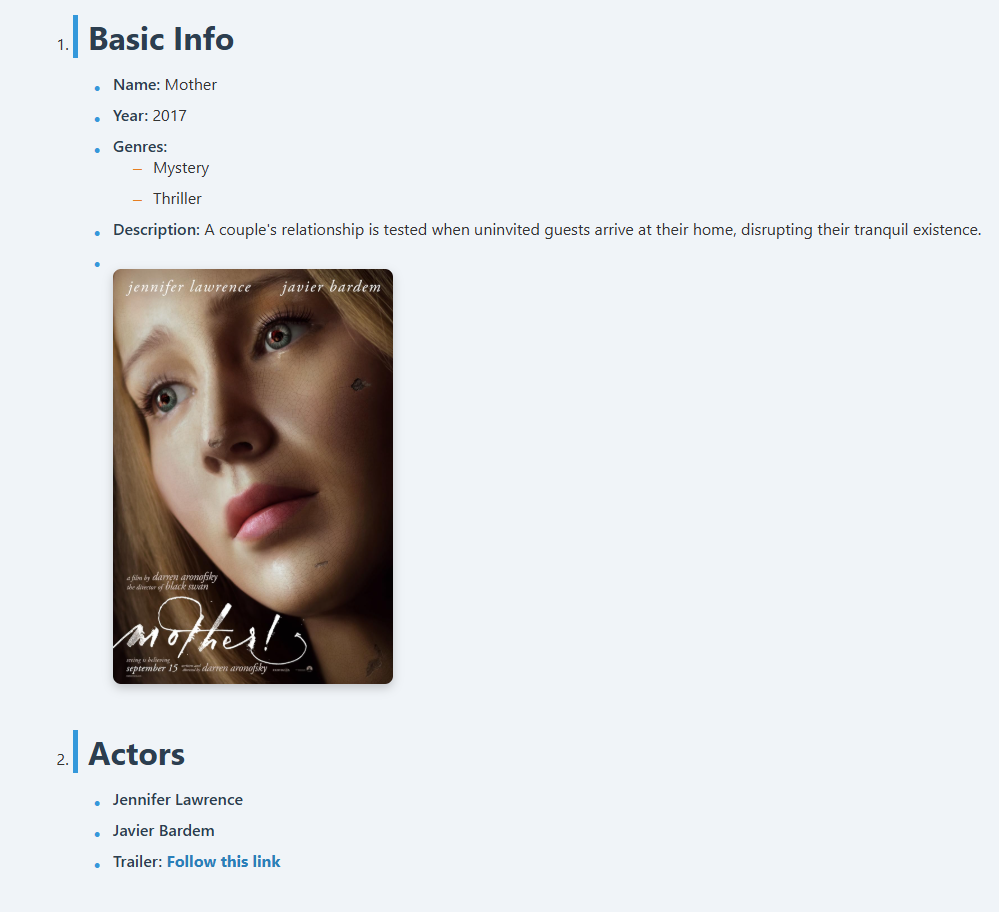 1. Basic Info
Name: Mother
Year: 2017
Genres:
– Mystery
– Thriller
Description: A couple's relationship is tested when uninvited guests arrive at their home, disrupting their tranquil existence.
jennifer lawrence javier bardem
a film by darren aronofsky
the director of black swan
mother!
seeing is believing
september 15 written and directed by darren aronofsky
2. Actors
Jennifer Lawrence
Javier Bardem
Trailer: Follow this link